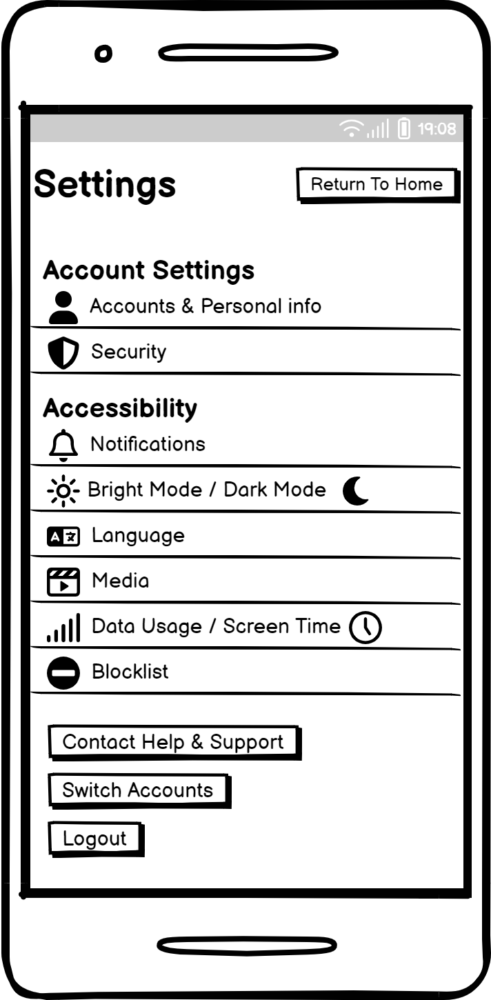 19:08
Settings
Return To Home
Account Settings
Accounts & Personal info
Security
Accessibility
Notifications
Bright Mode / Dark Mode
A 文 Language
Media
Data Usage / Screen Time
Blocklist
Contact Help & Support
Switch Accounts
Logout